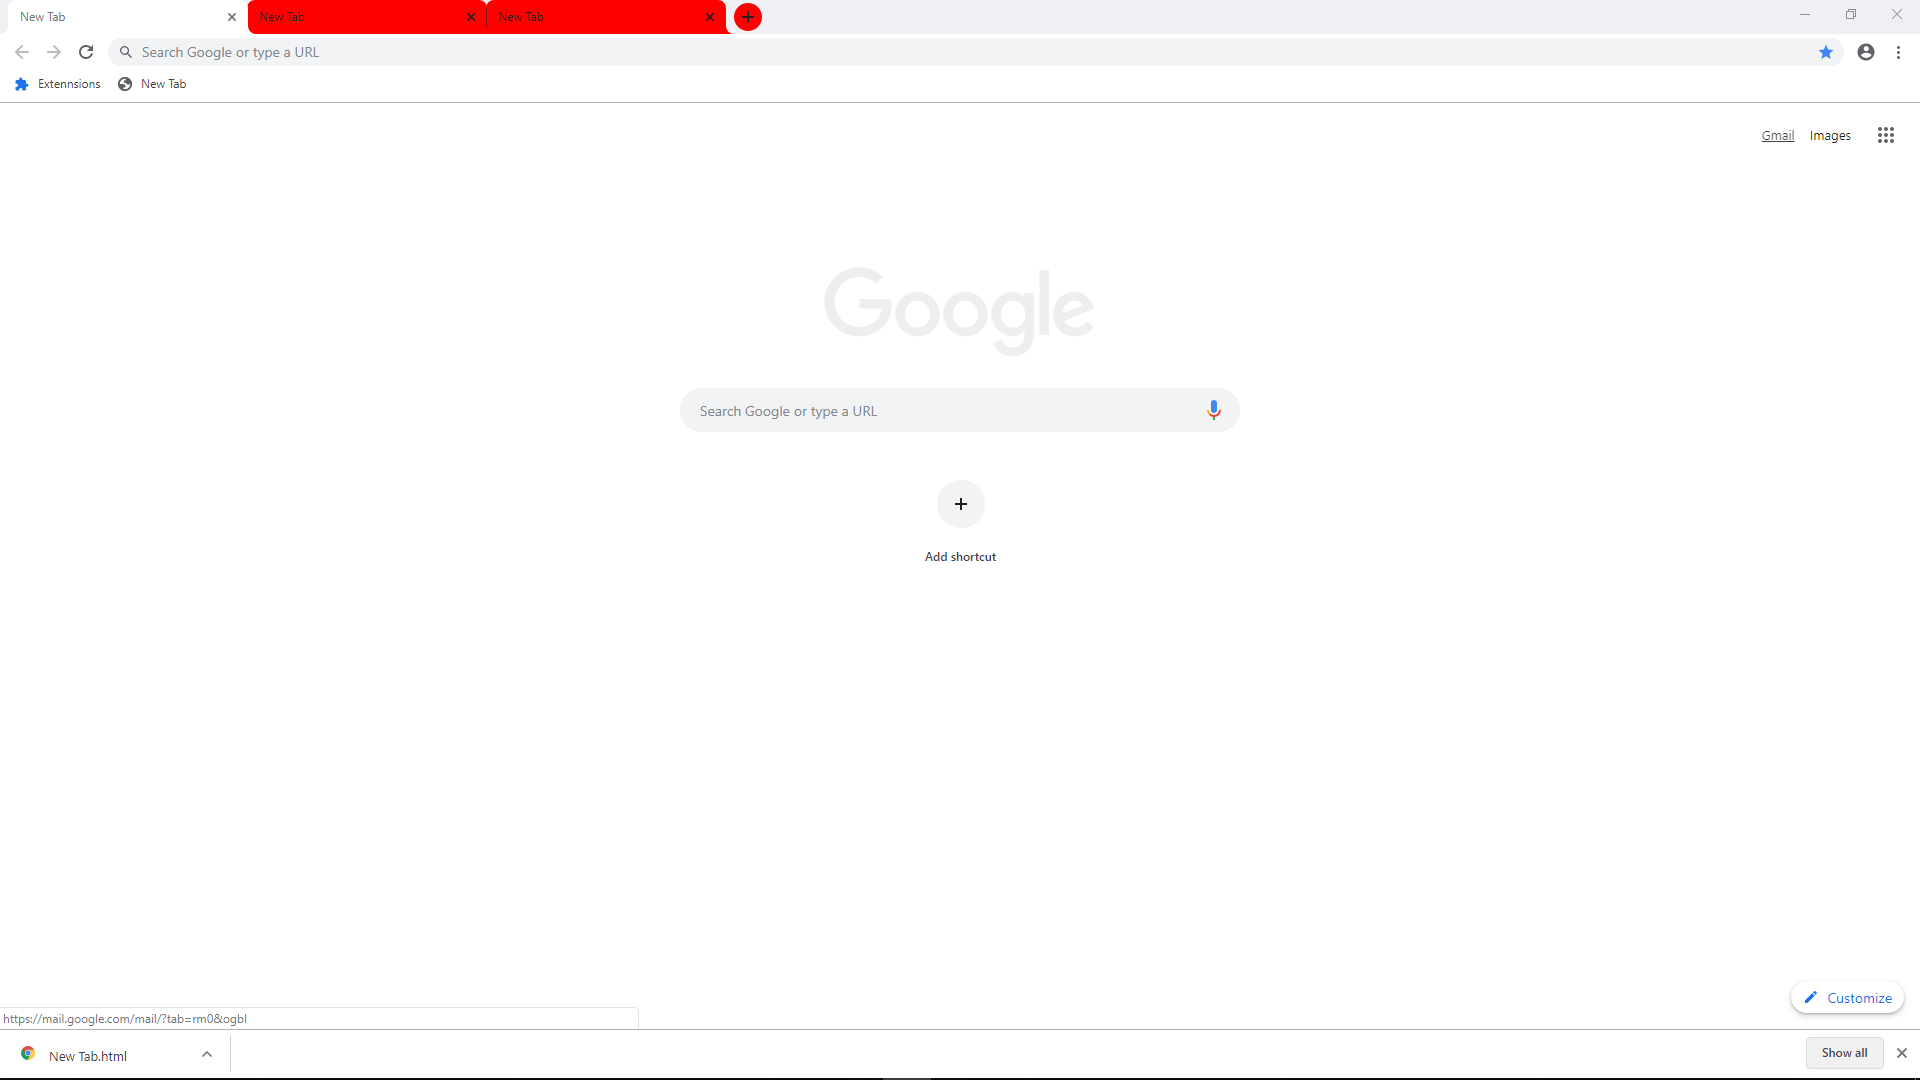 New Tab
New Tab
New Tab
Search Google or type a URL
Extennsions
New Tab
Gmail
Images
Google
Search Google or type a URL
Add shortcut
Customize
https://mail.google.com/mail/?tab=rm0&ogbl
New Tab.html
Show all